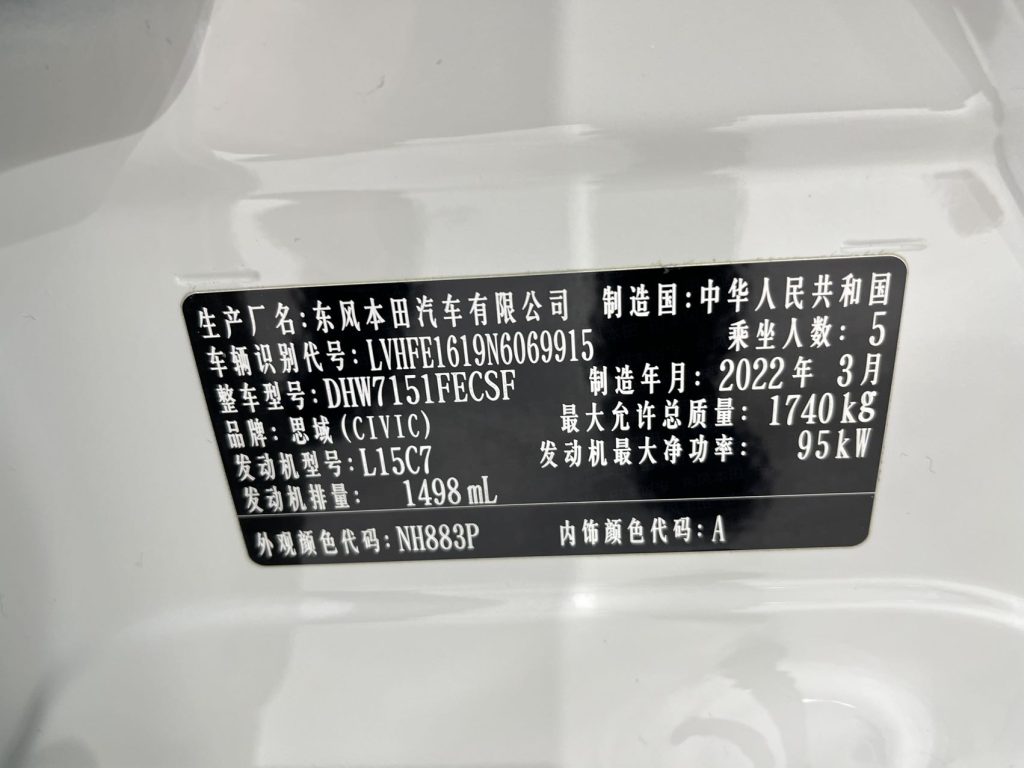 生产厂名:东风本田汽车有限公司 制造国:中华人民共和国
车辆识别代号:LVHFE1619N6069915 乘坐人数: 5
整车型号:DHW7151FECSF 制造年月: 2022年 3月
品牌: 思域(CIVIC) 最大允许总质量: 1740kg
发动机型号:L15C7 发动机最大净功率: 95kW
发动机排量: 1498mL
外观颜色代码:NH883P 内饰颜色代码:A